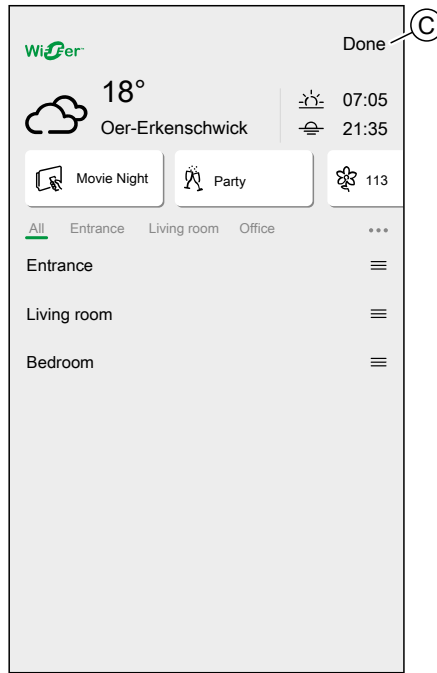 C
Wiser
Done
18°
Oer-Erkenschwick
07:05
21:35
Movie Night
Party
113
All Entrance Living room Office
Entrance
Living room
Bedroom